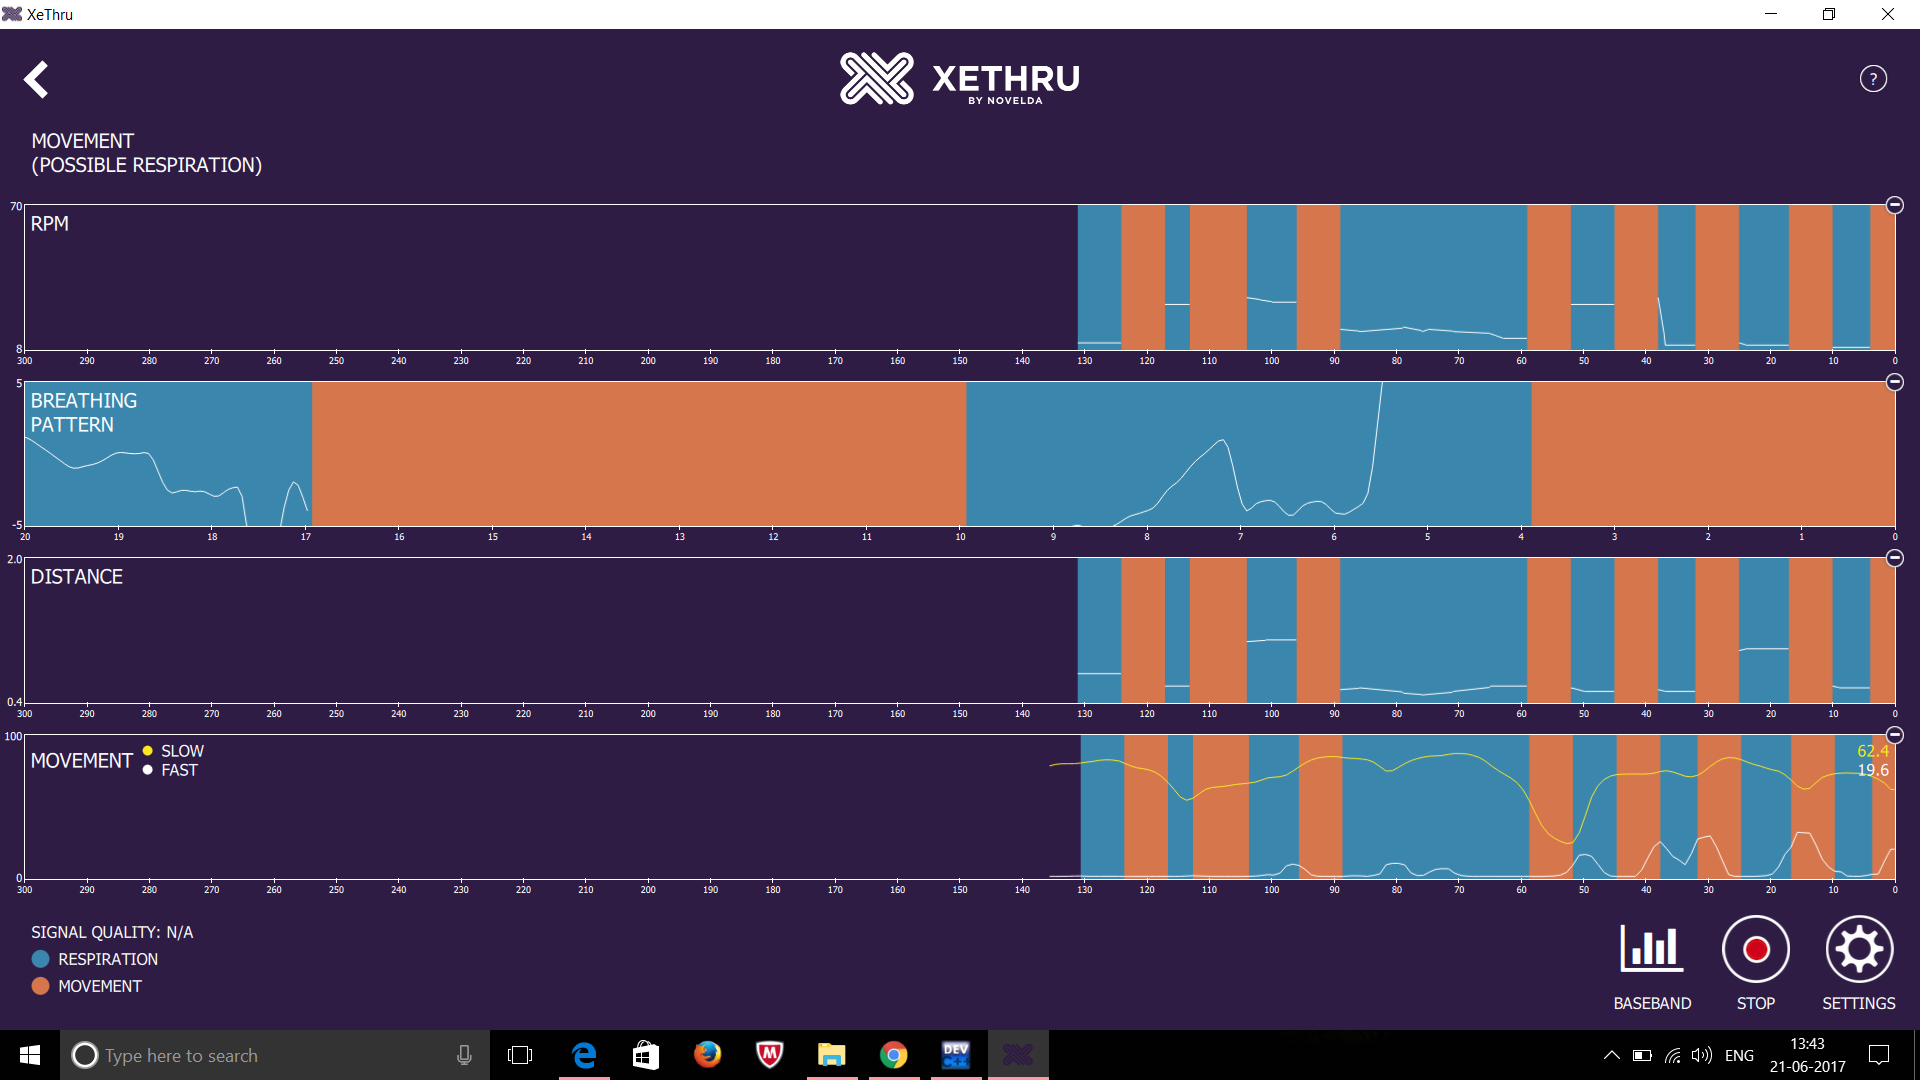 XeThru
XETHRU
BY NOVELDA
?
MOVEMENT
(POSSIBLE RESPIRATION)
70
RPM
8
300 290 280 270 260 250 240 230 220 210 200 190 180 170 160 150 140 130 120 110 100 90 80 70 60 50 40 30 20 10 0
5
BREATHING
PATTERN
-5
20 19 18 17 16 15 14 13 12 11 10 9 8 7 6 5 4 3 2 1 0
2.0
DISTANCE
0.4
300 290 280 270 260 250 240 230 220 210 200 190 180 170 160 150 140 130 120 110 100 90 80 70 60 50 40 30 20 10 0
100
MOVEMENT
SLOW
FAST
62.4
19.6
0
300 290 280 270 260 250 240 230 220 210 200 190 180 170 160 150 140 130 120 110 100 90 80 70 60 50 40 30 20 10 0
SIGNAL QUALITY: N/A
RESPIRATION
MOVEMENT
BASEBAND
STOP
SETTINGS
Type here to search
DEV
C++
ENG
13:43
21-06-2017